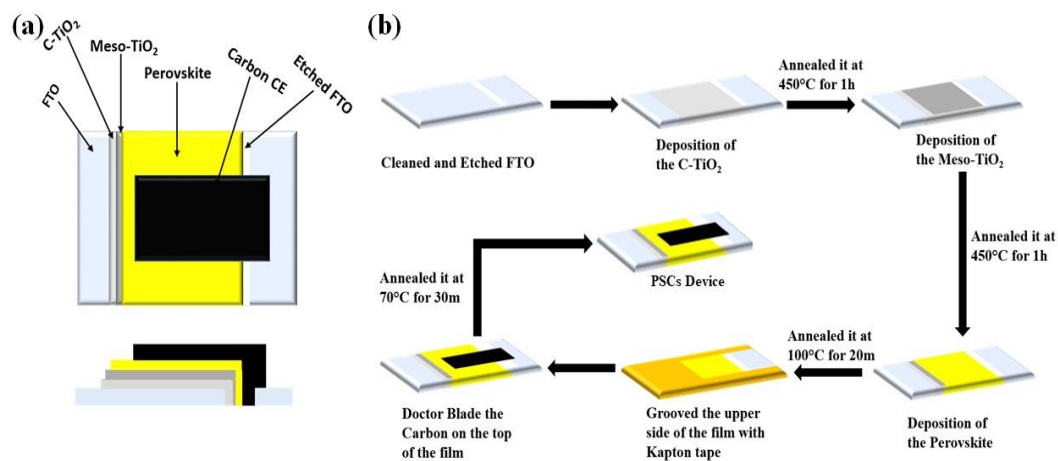 (a)
FTO
C-TiO₂
Meso-TiO₂
Perovskite
Carbon CE
Etched FTO
(b)
Cleaned and Etched FTO
Deposition of
the C-TiO₂
Annealed it at
450°C for 1h
Deposition of
the Meso-TiO₂
Annealed it at
450°C for 1h
Deposition of
the Perovskite
Annealed it at
100°C for 20m
Grooved the upper
side of the film with
Kapton tape
Doctor Blade the
Carbon on the top
of the film
Annealed it at
70°C for 30m
PSCs Device